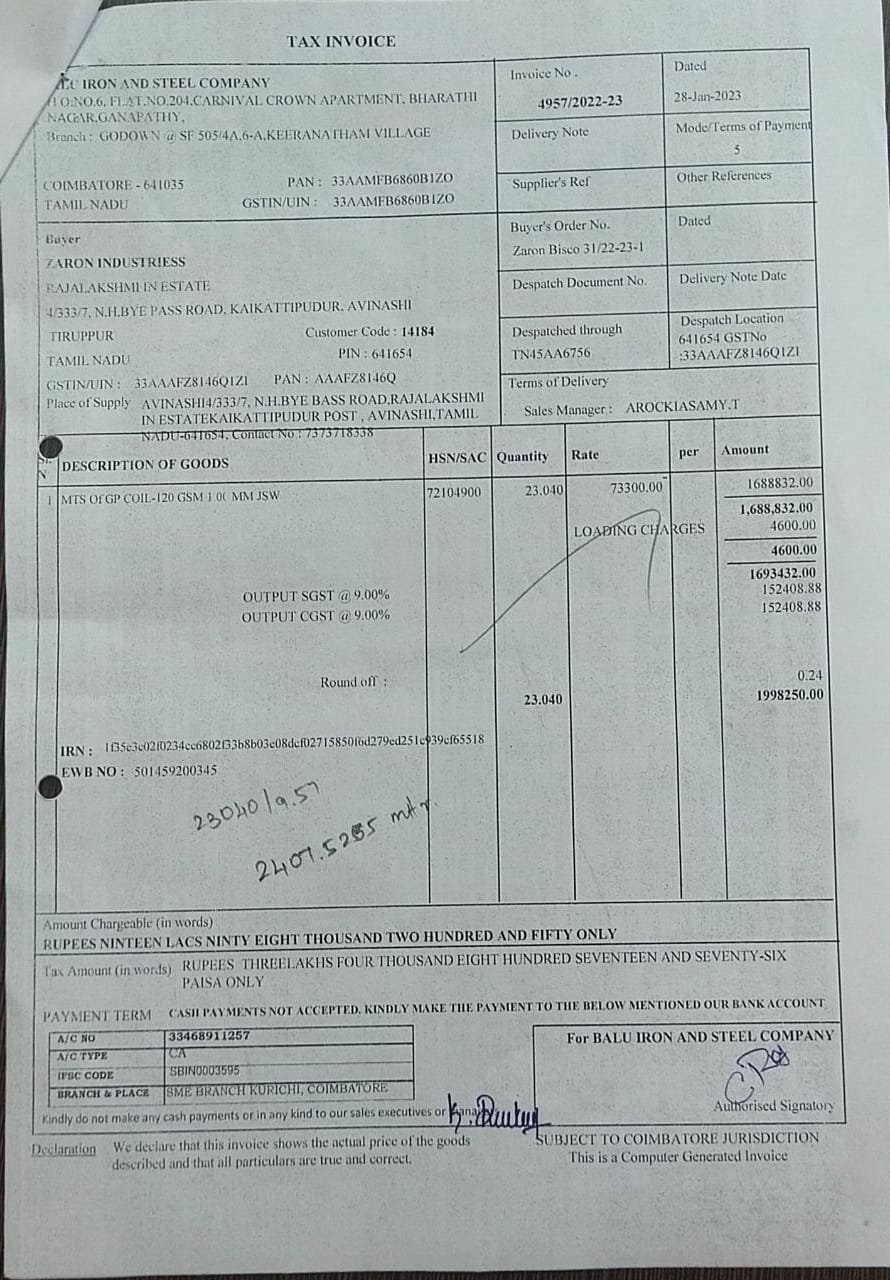 TAX INVOICE
IRON AND STEEL COMPANY
NO.6, FLAT.NO.204,CARNIVAL CROWN APARTMENT, BHARATHI
NAGAR,GANAPATHY,
Branch : GODOWN @ SF 505/4A,6-A,KEERANATHAM VILLAGE
COIMBATORE - 641035 PAN : 33AAMFB6860B1ZO
TAMIL NADU GSTIN/UIN : 33AAMFB6860B1ZO
Invoice No . Dated
4957/2022-23 28-Jan-2023
Delivery Note Mode/Terms of Payment
5
Supplier's Ref Other References
Buyer's Order No. Dated
Zaron Bisco 31/22-23-1
Despatch Document No. Delivery Note Date
Despatched through Despatch Location
TN45AA6756 641654 GSTNo
:33AAAFZ8146Q1Z1
Terms of Delivery
Sales Manager : AROCKIASAMY.T
Buyer
ZARON INDUSTRIESS
RAJALAKSHMI IN ESTATE
4/333/7, N.H.BYE PASS ROAD, KAIKATTIPUDUR, AVINASHI
TIRUPPUR Customer Code : 14184
TAMIL NADU PIN : 641654
GSTIN/UIN : 33AAAFZ8146Q1Z1 PAN : AAAFZ8146Q
Place of Supply AVINASHI4/333/7, N.H.BYE BASS ROAD,RAJALAKSHMI
IN ESTATEKAIKATTIPUDUR POST , AVINASHI,TAMIL
NADU-641654, Contact No : 7373718338
DESCRIPTION OF GOODS HSN/SAC Quantity Rate per Amount
1 MTS Of GP COIL-120 GSM 1.00 MM JSW 72104900 23.040 73300.00 1688832.00
1,688,832.00
LOADING CHARGES 4600.00
4600.00
1693432.00
OUTPUT SGST @ 9.00% 152408.88
OUTPUT CGST @ 9.00% 152408.88
Round off : 0.24
23.040 1998250.00
IRN : 1f35e3c02f0234cc6802f33b8b03e08dcf02715850f6d279ed251c939cf65518
EWB NO : 501459200345
23040/9.57
2407.5235 mtr.
Amount Chargeable (in words)
RUPEES NINTEEN LACS NINTY EIGHT THOUSAND TWO HUNDRED AND FIFTY ONLY
Tax Amount (in words) RUPEES THREELAKHS FOUR THOUSAND EIGHT HUNDRED SEVENTEEN AND SEVENTY-SIX
PAISA ONLY
PAYMENT TERM CASH PAYMENTS NOT ACCEPTED, KINDLY MAKE THE PAYMENT TO THE BELOW MENTIONED OUR BANK ACCOUNT
A/C NO 33468911257
A/C TYPE CA
IFSC CODE SBIN0003595
BRANCH & PLACE SME BRANCH KURICHI, COIMBATORE
Kindly do not make any cash payments or in any kind to our sales executives or
For BALU IRON AND STEEL COMPANY
Authorised Signatory
Declaration We declare that this invoice shows the actual price of the goods
described and that all particulars are true and correct.
SUBJECT TO COIMBATORE JURISDICTION
This is a Computer Generated Invoice